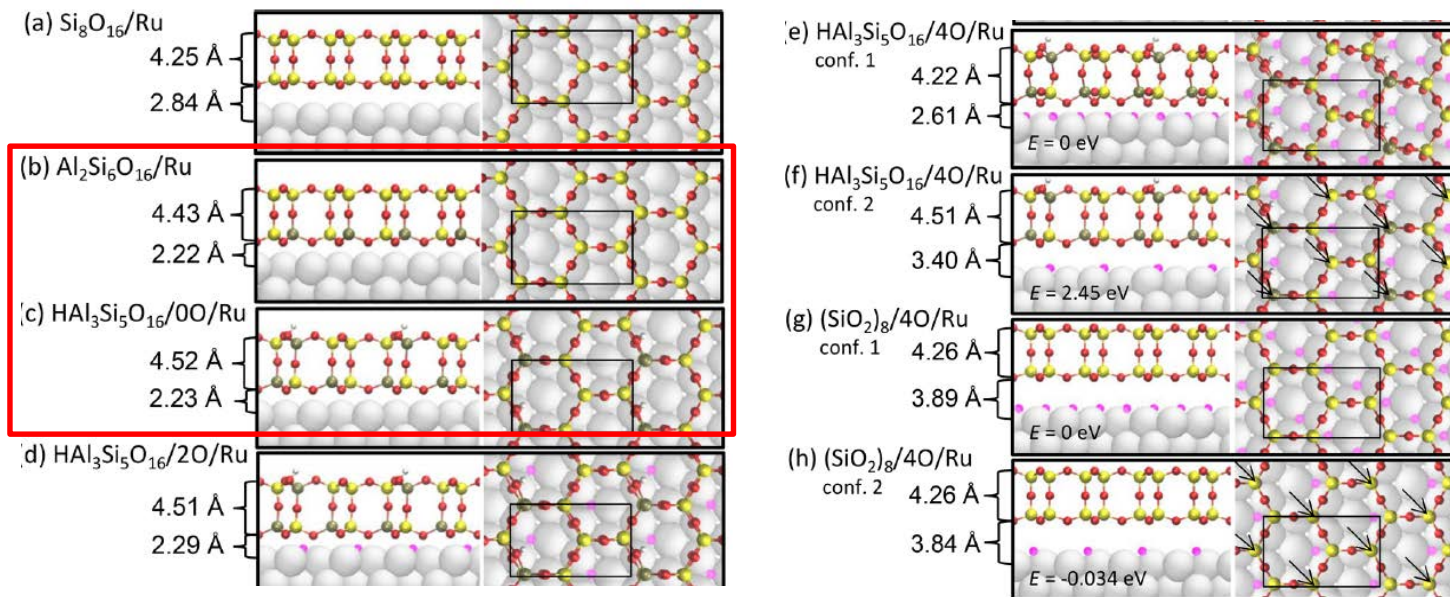 (a) Si₈O₁₆/Ru
4.25 Å
2.84 Å
(b) Al₂Si₆O₁₆/Ru
4.43 Å
2.22 Å
(c) HAl₃Si₅O₁₆/0O/Ru
4.52 Å
2.23 Å
d) HAl₃Si₅O₁₆/2O/Ru
4.51 Å
2.29 Å
(e) HAl₃Si₅O₁₆/4O/Ru
conf. 1
4.22 Å
2.61 Å
E = 0 eV
(f) HAl₃Si₅O₁₆/4O/Ru
conf. 2
4.51 Å
3.40 Å
E = 2.45 eV
(g) (SiO₂)₈/4O/Ru
conf. 1
4.26 Å
3.89 Å
E = 0 eV
(h) (SiO₂)₈/4O/Ru
conf. 2
4.26 Å
3.84 Å
E = -0.034 eV